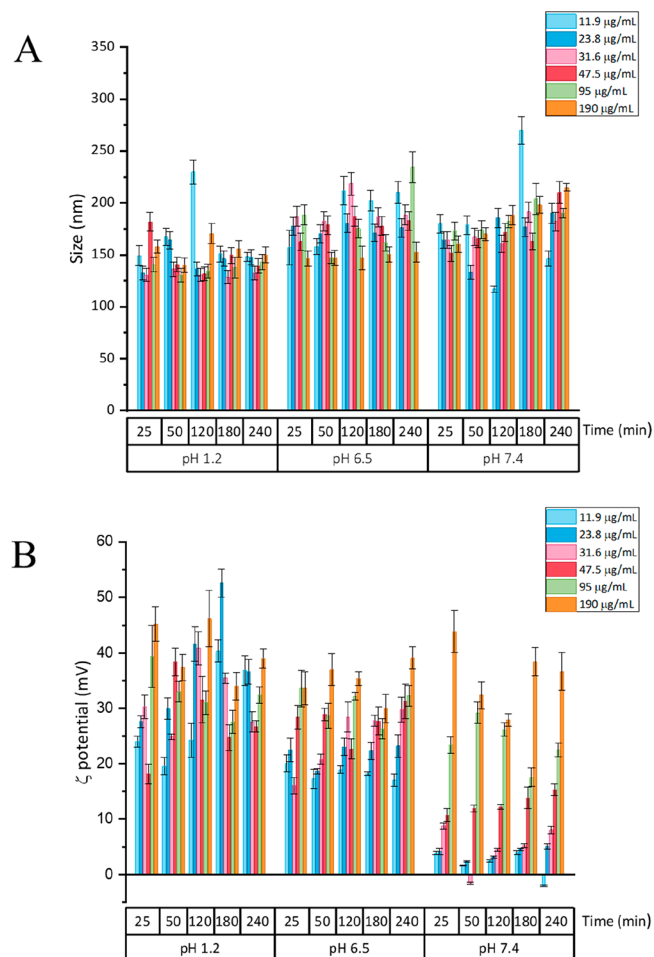 A
11.9 μg/mL
23.8 μg/mL
31.6 μg/mL
47.5 μg/mL
95 μg/mL
190 μg/mL
350
300
250
200
150
100
50
0
Size (nm)
25 50 120 180 240 25 50 120 180 240 25 50 120 180 240 Time (min)
pH 1.2 pH 6.5 pH 7.4
B
11.9 μg/mL
23.8 μg/mL
31.6 μg/mL
47.5 μg/mL
95 μg/mL
190 μg/mL
60
50
40
30
20
10
0
ζ potential (mV)
25 50 120 180 240 25 50 120 180 240 25 50 120 180 240 Time (min)
pH 1.2 pH 6.5 pH 7.4